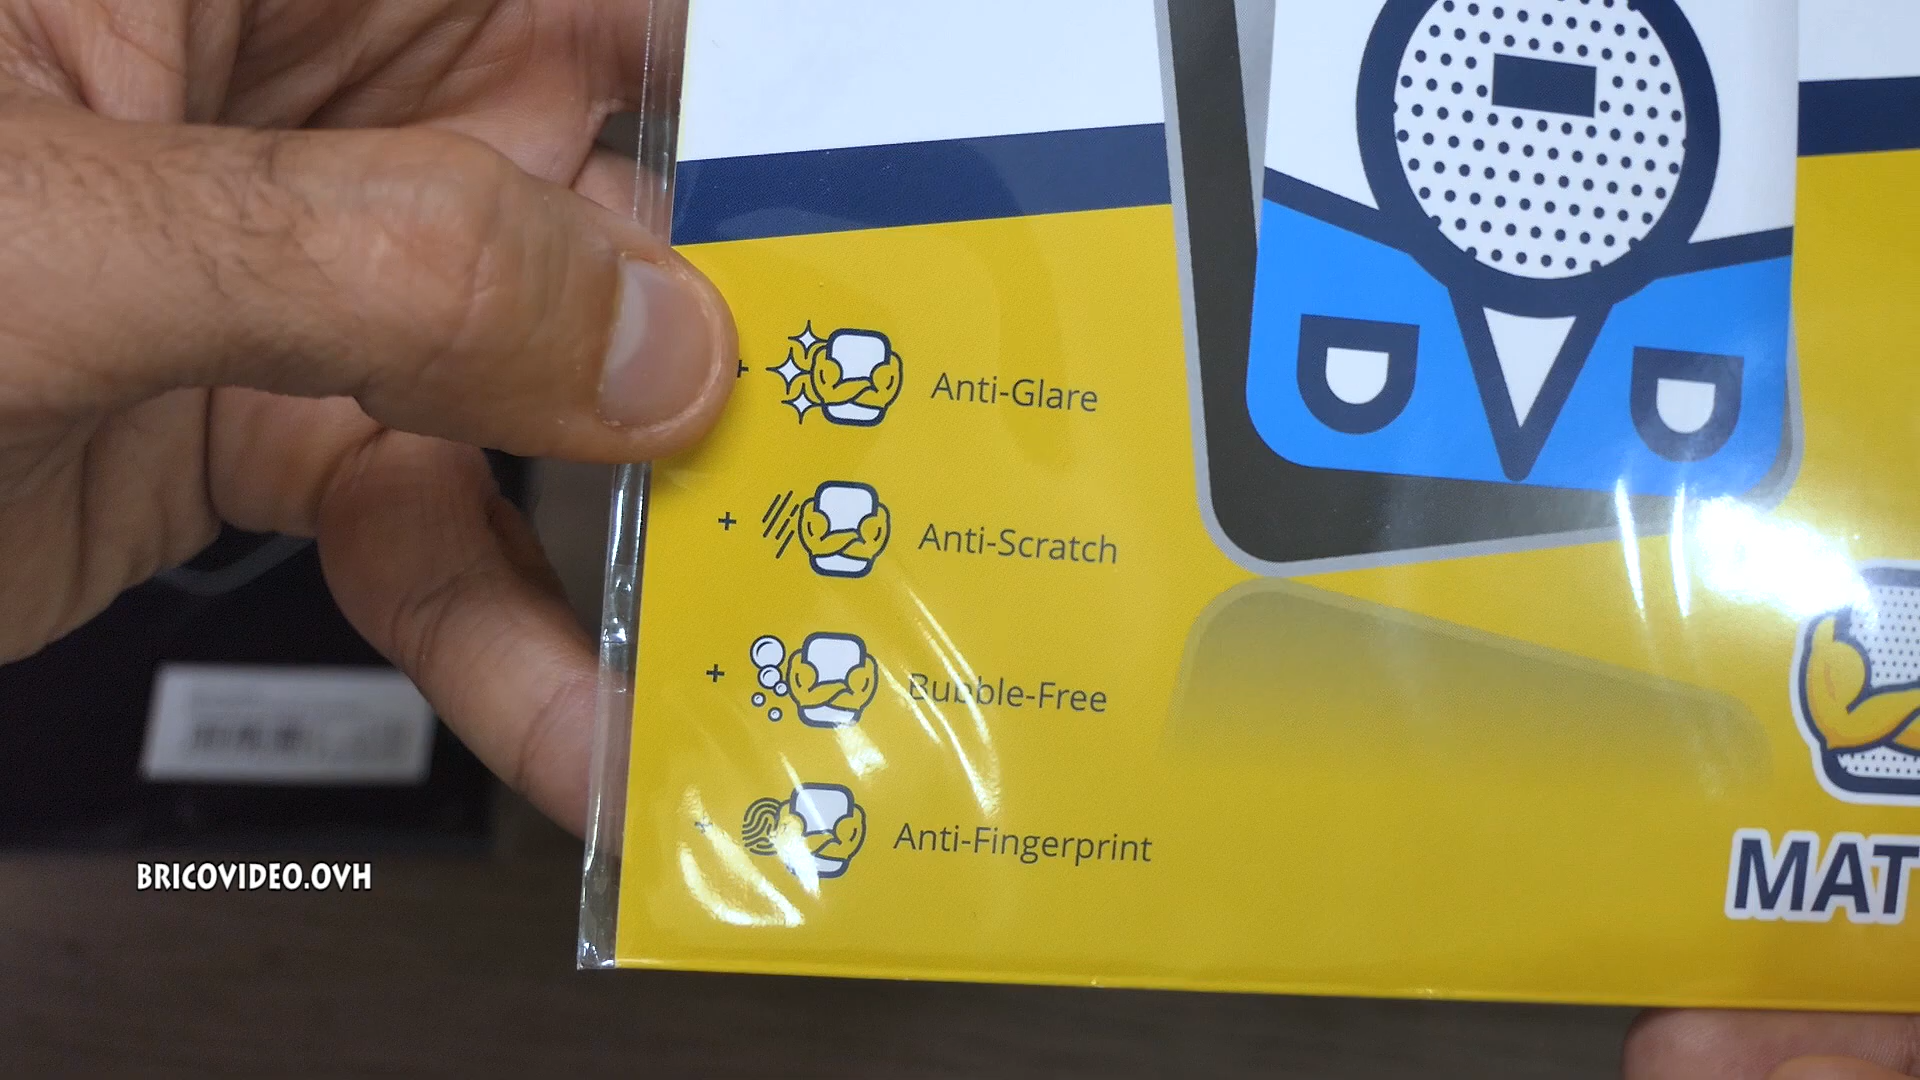 + Anti-Glare
+ Anti-Scratch
+ Bubble-Free
+ Anti-Fingerprint
MAT
BRICOVIDEO.OVH